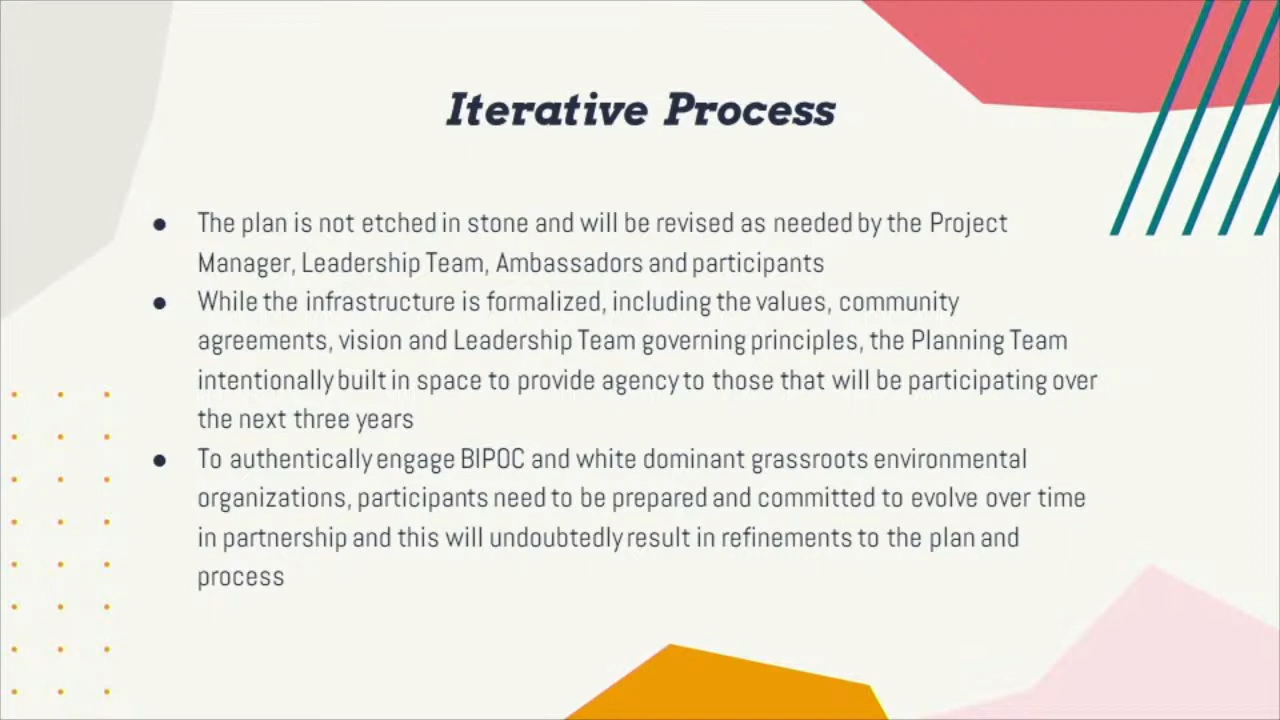 Iterative Process
● The plan is not etched in stone and will be revised as needed by the Project
Manager, Leadership Team, Ambassadors and participants
● While the infrastructure is formalized, including the values, community
agreements, vision and Leadership Team governing principles, the Planning Team
intentionally built in space to provide agency to those that will be participating over
the next three years
● To authentically engage BIPOC and white dominant grassroots environmental
organizations, participants need to be prepared and committed to evolve over time
in partnership and this will undoubtedly result in refinements to the plan and
process